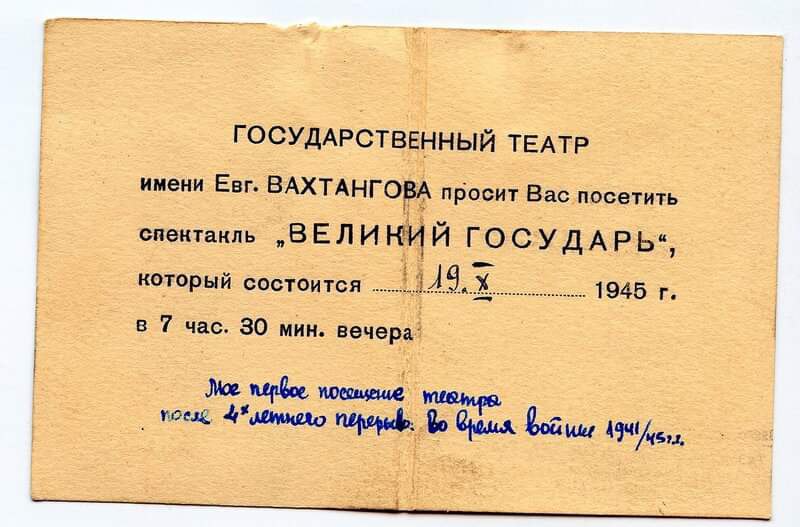 ГОСУДАРСТВЕННЫЙ ТЕАТР
имени Евг. ВАХТАНГОВА просит Вас посетить
спектакль „ВЕЛИКИЙ ГОСУДАРЬ“,
который состоится 19.X 1945 г.
в 7 час. 30 мин. вечера
Мое первое посещение театра
после 4х летнего перерыва. Во время войны 1941/45 г.г.